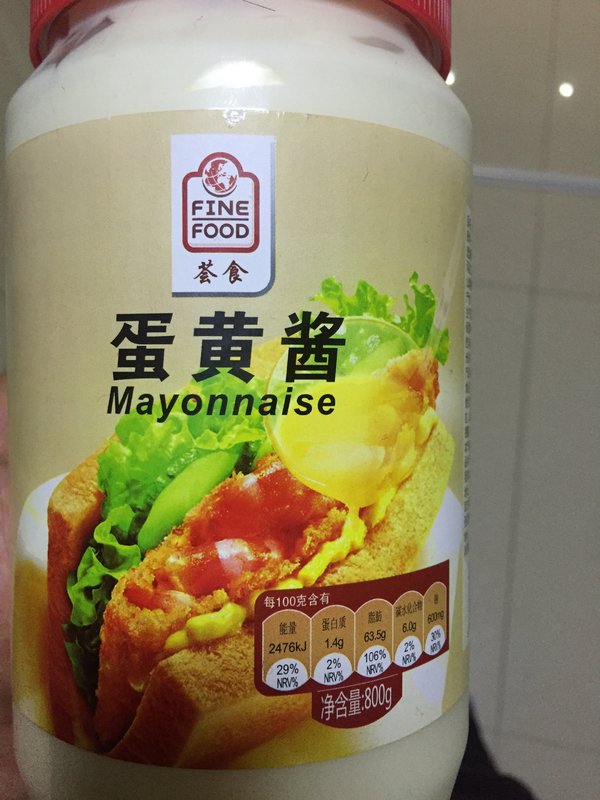 FINE
FOOD
荟食
蛋黄酱
Mayonnaise
每100克含有
能量 蛋白质 脂肪 碳水化合物 钠
2476kJ 1.4g 63.5g 6.0g 600mg
29% 2% 106% 2% 30%
NRV% NRV% NRV% NRV% NRV%
净含量:800g